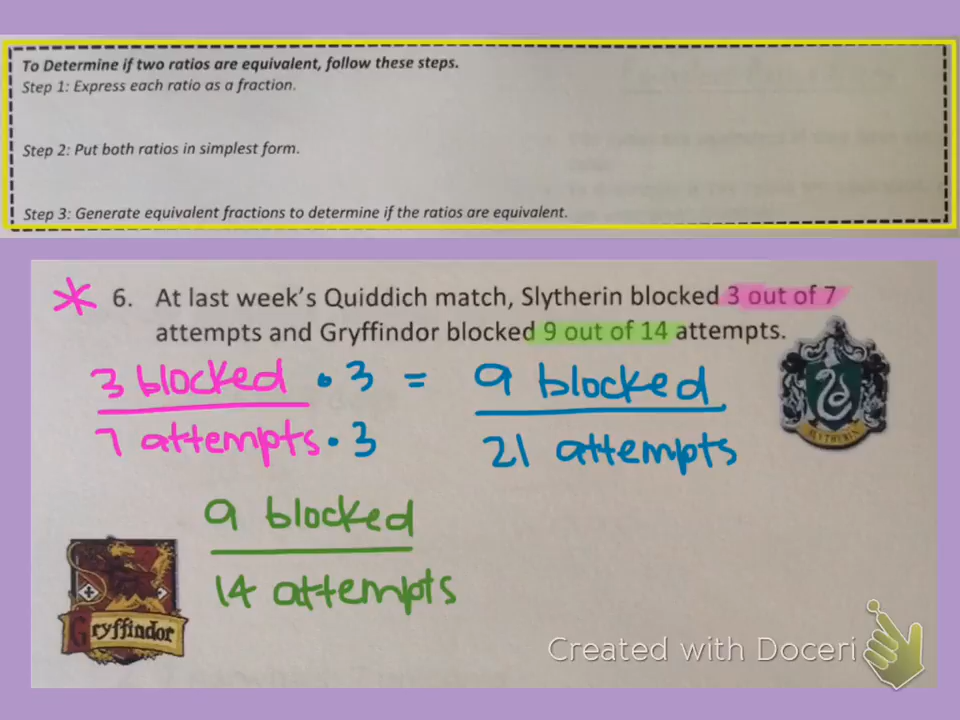 To Determine if two ratios are equivalent, follow these steps.
Step 1: Express each ratio as a fraction.
Step 2: Put both ratios in simplest form.
Step 3: Generate equivalent fractions to determine if the ratios are equivalent.
* 6. At last week's Quiddich match, Slytherin blocked 3 out of 7
attempts and Gryffindor blocked 9 out of 14 attempts.
3 blocked • 3 = 9 blocked
7 attempts • 3 21 attempts
SLYTHERIN
9 blocked
14 attempts
Gryffindor
Created with Doceri